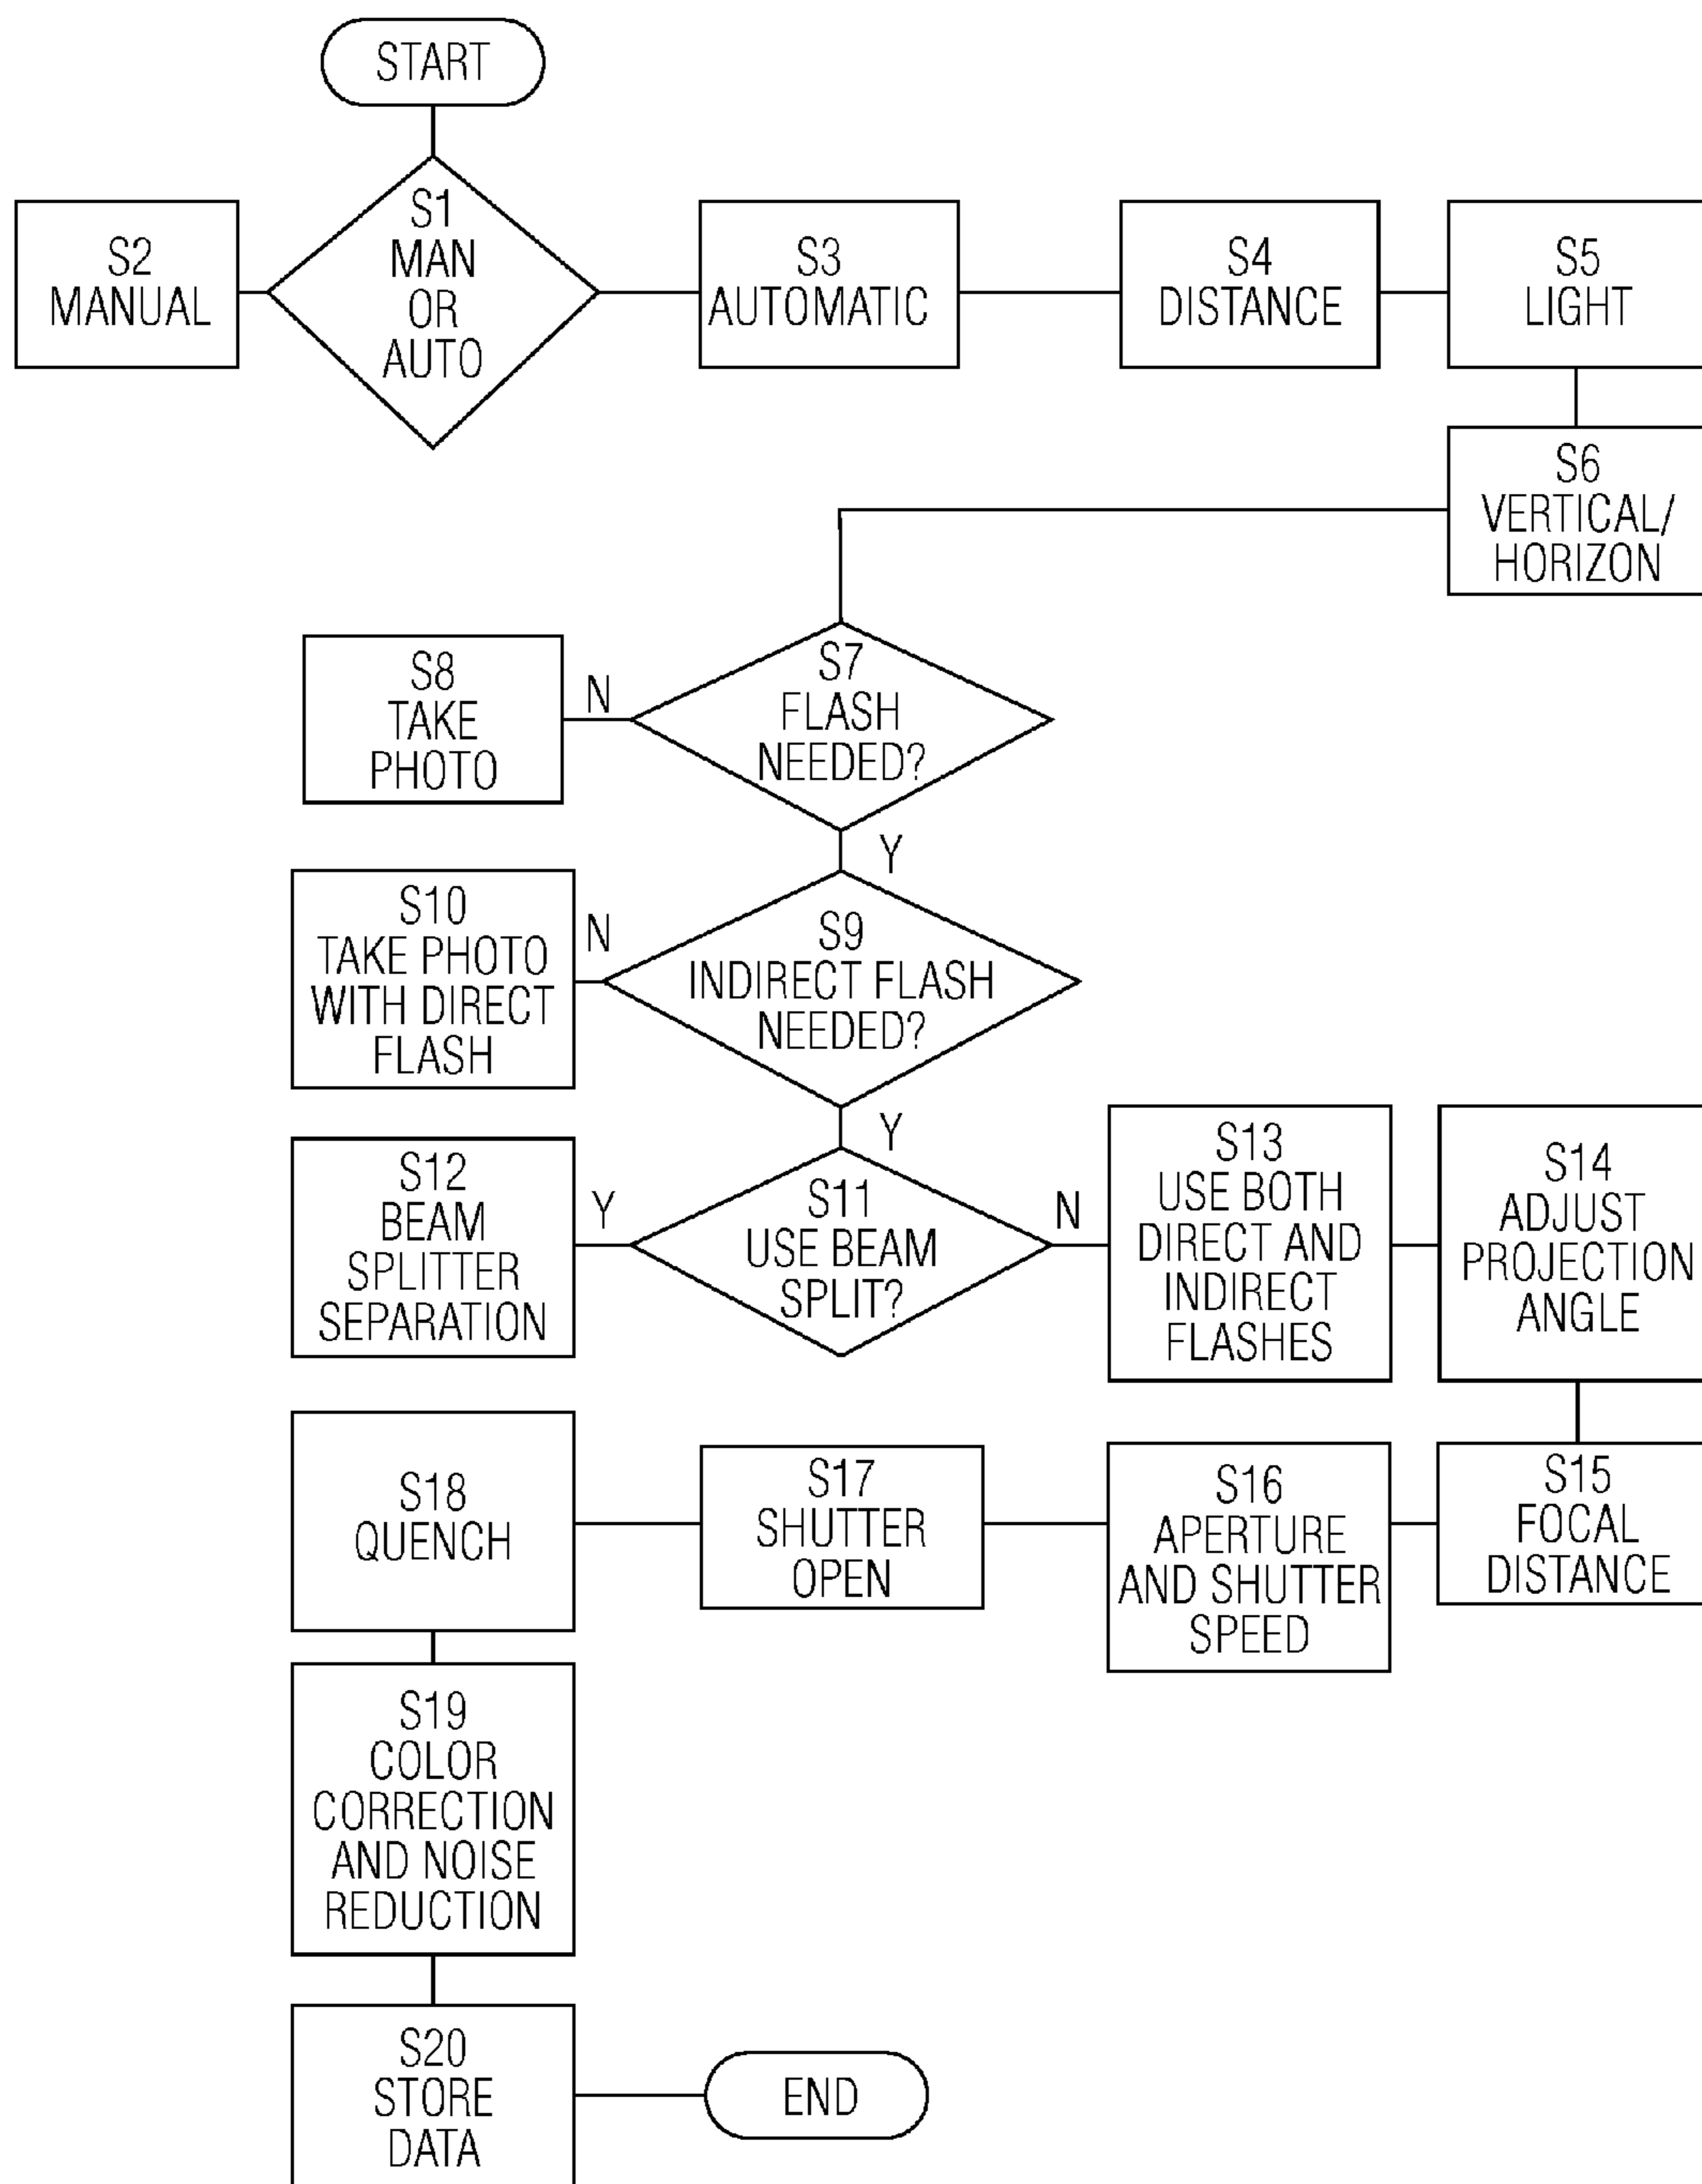 START
S1
MAN
OR
AUTO
S2
MANUAL
S3
AUTOMATIC
S4
DISTANCE
S5
LIGHT
S6
VERTICAL/
HORIZON
S7
FLASH
NEEDED?
N
S8
TAKE
PHOTO
Y
S9
INDIRECT FLASH
NEEDED?
N
S10
TAKE PHOTO
WITH DIRECT
FLASH
Y
S11
USE BEAM
SPLIT?
Y
S12
BEAM
SPLITTER
SEPARATION
N
S13
USE BOTH
DIRECT AND
INDIRECT
FLASHES
S14
ADJUST
PROJECTION
ANGLE
S15
FOCAL
DISTANCE
S16
APERTURE
AND SHUTTER
SPEED
S17
SHUTTER
OPEN
S18
QUENCH
S19
COLOR
CORRECTION
AND NOISE
REDUCTION
S20
STORE
DATA
END